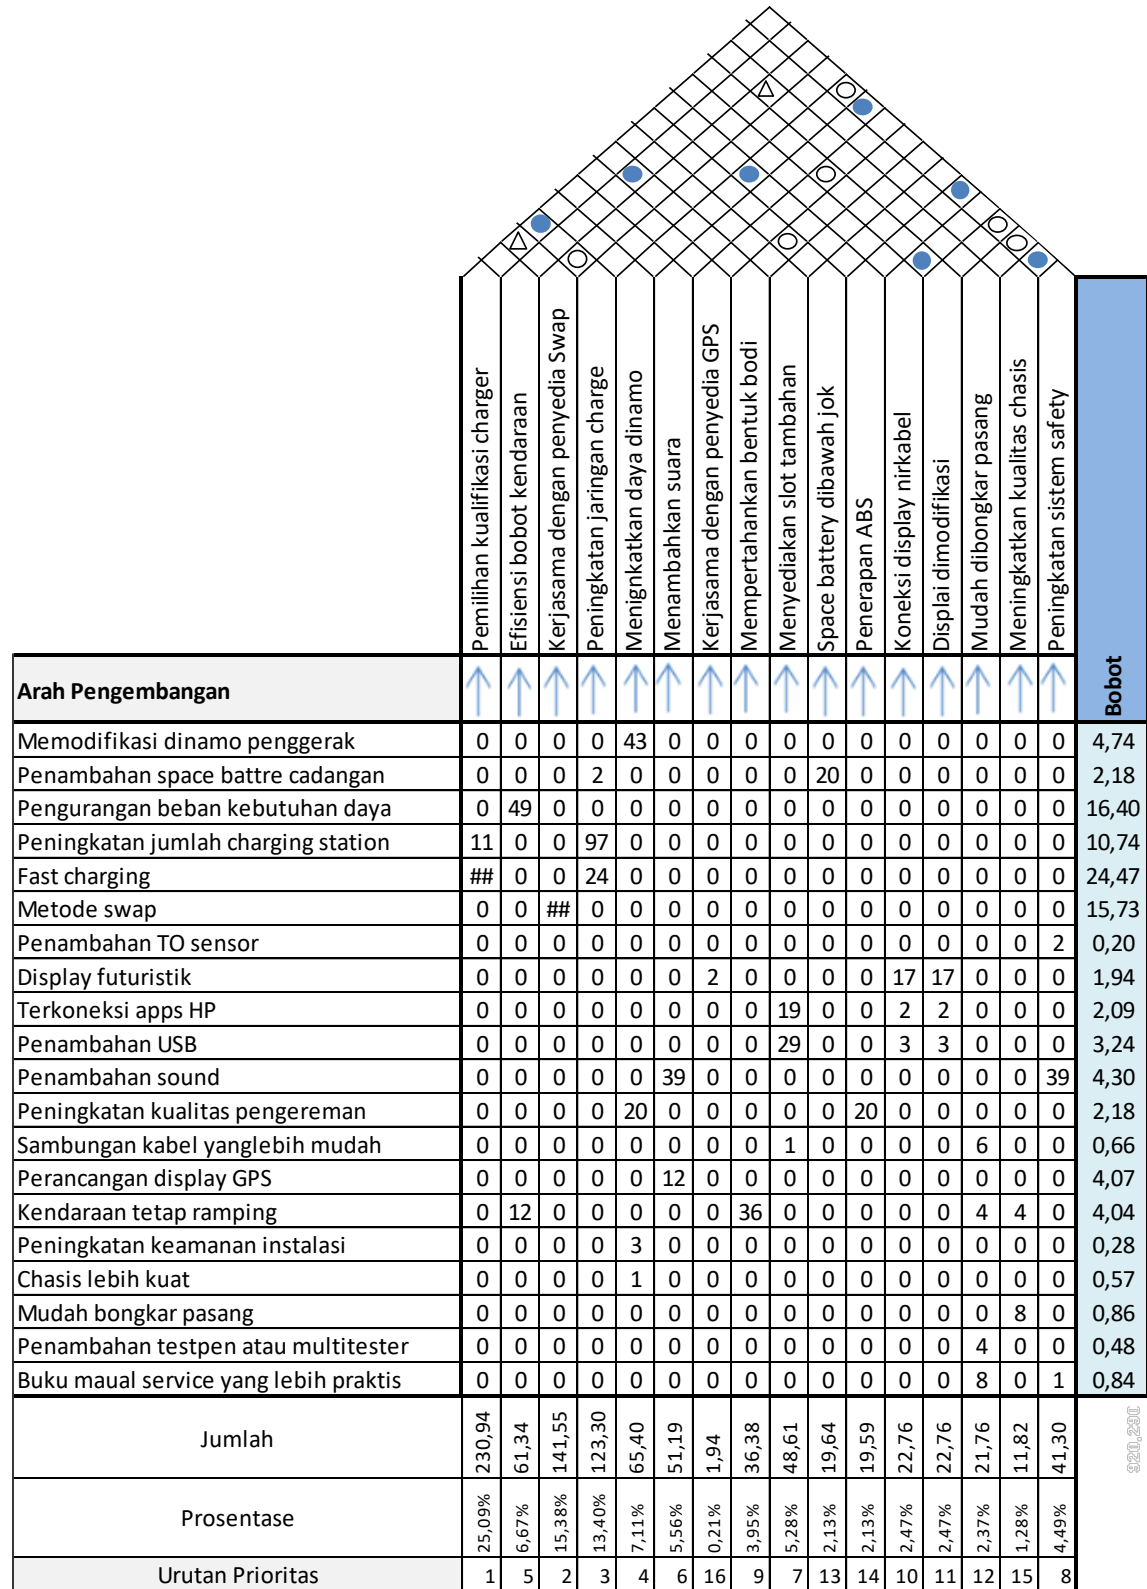 Pemilihan kualifikasi charger
Efisiensi bobot kendaraan
Kerjasama dengan penyedia Swap
Peningkatan jaringan charge
Menignkatkan daya dinamo
Menambahkan suara
Kerjasama dengan penyedia GPS
Mempertahankan bentuk bodi
Menyediakan slot tambahan
Space battery dibawah jok
Penerapan ABS
Koneksi display nirkabel
Displai dimodifikasi
Mudah dibongkar pasang
Meningkatkan kualitas chasis
Peningkatan sistem safety
Arah Pengembangan Bobot
Memodifikasi dinamo penggerak 0 0 0 0 43 0 0 0 0 0 0 0 0 0 0 0 4,74
Penambahan space battre cadangan 0 0 0 2 0 0 0 0 0 20 0 0 0 0 0 0 2,18
Pengurangan beban kebutuhan daya 0 49 0 0 0 0 0 0 0 0 0 0 0 0 0 0 16,40
Peningkatan jumlah charging station 11 0 0 97 0 0 0 0 0 0 0 0 0 0 0 0 10,74
Fast charging ## 0 0 24 0 0 0 0 0 0 0 0 0 0 0 0 24,47
Metode swap 0 0 ## 0 0 0 0 0 0 0 0 0 0 0 0 0 15,73
Penambahan TO sensor 0 0 0 0 0 0 0 0 0 0 0 0 0 0 0 2 0,20
Display futuristik 0 0 0 0 0 0 2 0 0 0 0 17 17 0 0 0 1,94
Terkoneksi apps HP 0 0 0 0 0 0 0 0 19 0 0 2 2 0 0 0 2,09
Penambahan USB 0 0 0 0 0 0 0 0 29 0 0 3 3 0 0 0 3,24
Penambahan sound 0 0 0 0 0 39 0 0 0 0 0 0 0 0 0 39 4,30
Peningkatan kualitas pengereman 0 0 0 0 20 0 0 0 0 0 20 0 0 0 0 0 2,18
Sambungan kabel yanglebih mudah 0 0 0 0 0 0 0 0 1 0 0 0 0 6 0 0 0,66
Perancangan display GPS 0 0 0 0 0 12 0 0 0 0 0 0 0 0 0 0 4,07
Kendaraan tetap ramping 0 12 0 0 0 0 0 36 0 0 0 0 0 4 4 0 4,04
Peningkatan keamanan instalasi 0 0 0 0 3 0 0 0 0 0 0 0 0 0 0 0 0,28
Chasis lebih kuat 0 0 0 0 1 0 0 0 0 0 0 0 0 0 0 0 0,57
Mudah bongkar pasang 0 0 0 0 0 0 0 0 0 0 0 0 0 0 8 0 0,86
Penambahan testpen atau multitester 0 0 0 0 0 0 0 0 0 0 0 0 0 4 0 0 0,48
Buku maual service yang lebih praktis 0 0 0 0 0 0 0 0 0 0 0 0 0 8 0 1 0,84
Jumlah 230,94 61,34 141,55 123,30 65,40 51,19 1,94 36,38 48,61 19,64 19,59 22,76 22,76 21,76 11,82 41,30 920,290
Prosentase 25,09% 6,67% 15,38% 13,40% 7,11% 5,56% 0,21% 3,95% 5,28% 2,13% 2,13% 2,47% 2,47% 2,37% 1,28% 4,49%
Urutan Prioritas 1 5 2 3 4 6 16 9 7 13 14 10 11 12 15 8